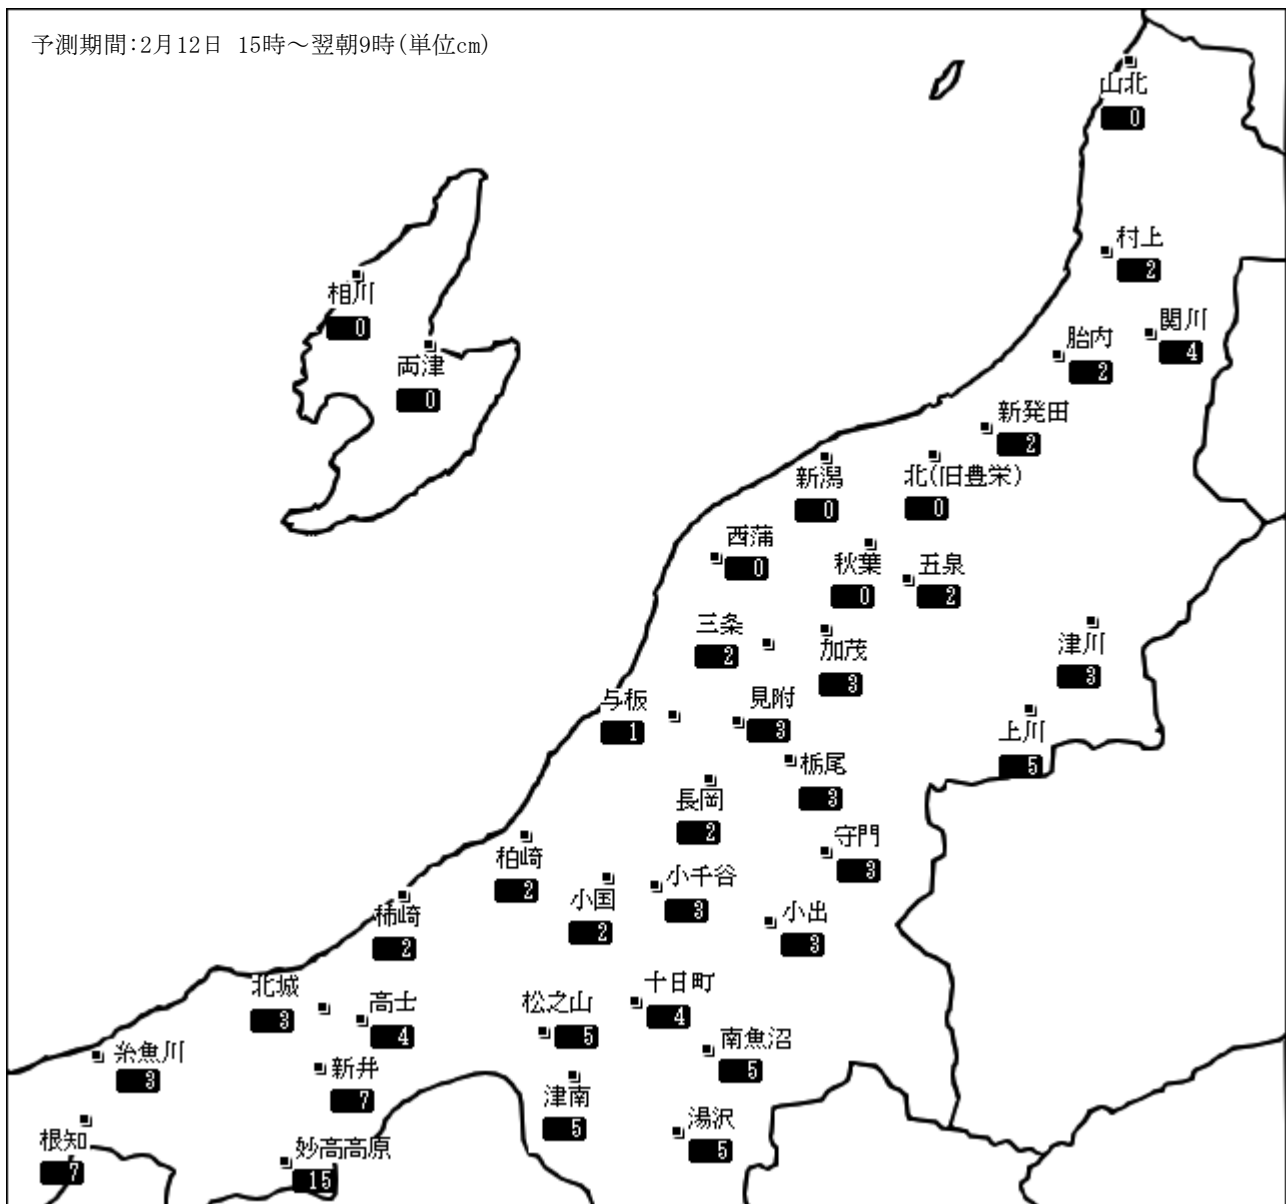 予測期間:2月12日 15時～翌朝9時(単位cm)
山北
0
村上
2
相川
0
関川
4
胎内
2
両津
0
新発田
2
新潟
0
北(旧豊栄)
0
西蒲
0
秋葉
0
五泉
2
三条
2
加茂
3
津川
3
与板
1
見附
3
上川
5
栃尾
3
長岡
2
守門
3
柏崎
2
小千谷
3
小国
2
柿崎
2
小出
3
北城
3
高士
4
松之山
5
十日町
4
南魚沼
5
糸魚川
3
新井
7
津南
5
湯沢
5
根知
7
妙高高原
15